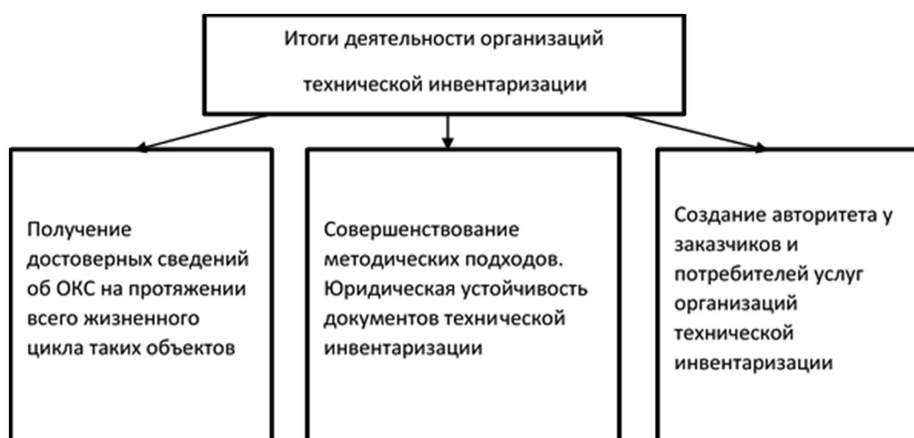 Итоги деятельности организаций
технической инвентаризации
Получение
достоверных сведений
об ОКС на протяжении
всего жизненного
цикла таких объектов
Совершенствование
методических подходов.
Юридическая устойчивость
документов технической
инвентаризации
Создание авторитета у
заказчиков и
потребителей услуг
организаций
технической
инвентаризации